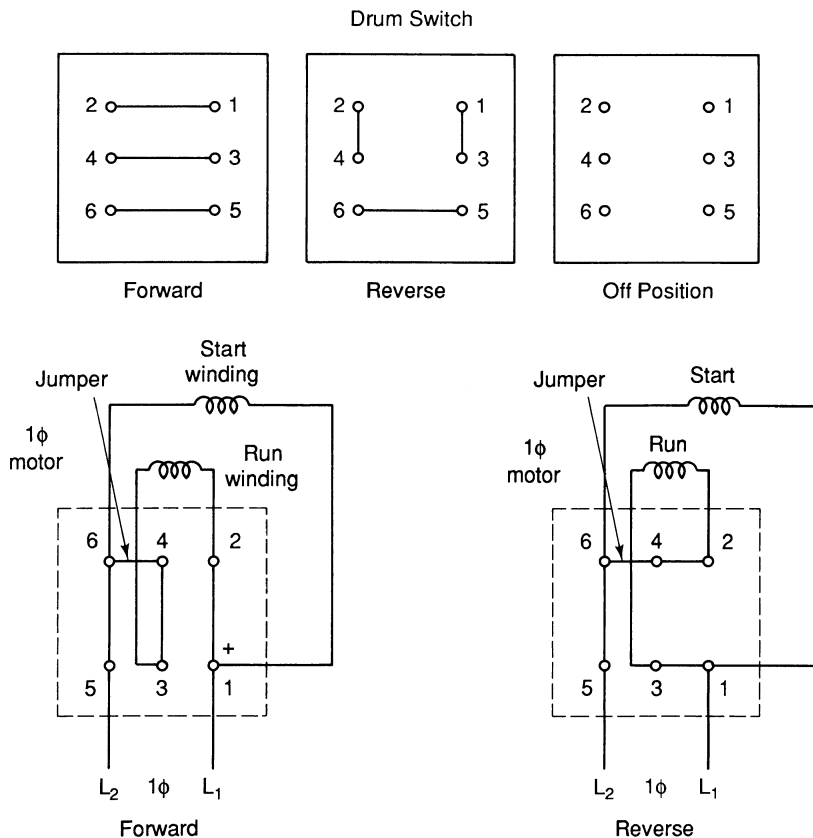 Drum Switch
2 1
4 3
6 5
Forward
2 1
4 3
6 5
Reverse
2 1
4 3
6 5
Off Position
Start
winding
Jumper
1ϕ
motor
Run
winding
6 4 2
+
5 3 1
L₂ 1ϕ L₁
Forward
Start
Jumper
1ϕ
motor
Run
6 4 2
5 3 1
L₂ 1ϕ L₁
Reverse